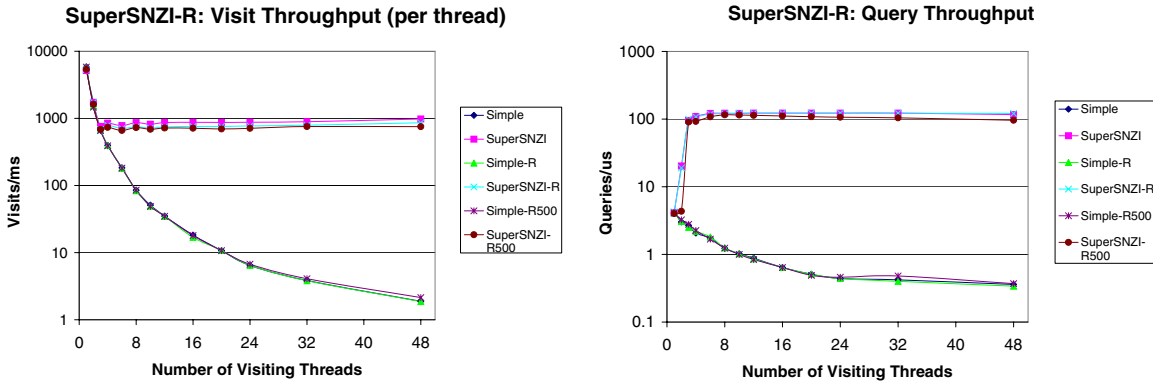 SuperSNZI-R: Visit Throughput (per thread)
10000
1000
100
10
1
Visits/ms
0 8 16 24 32 40 48
Number of Visiting Threads
Simple
SuperSNZI
Simple-R
SuperSNZI-R
Simple-R500
SuperSNZI-
R500
SuperSNZI-R: Query Throughput
1000
100
10
1
0.1
Queries/us
0 8 16 24 32 40 48
Number of Visiting Threads
Simple
SuperSNZI
Simple-R
SuperSNZI-R
Simple-R500
SuperSNZI-
R500